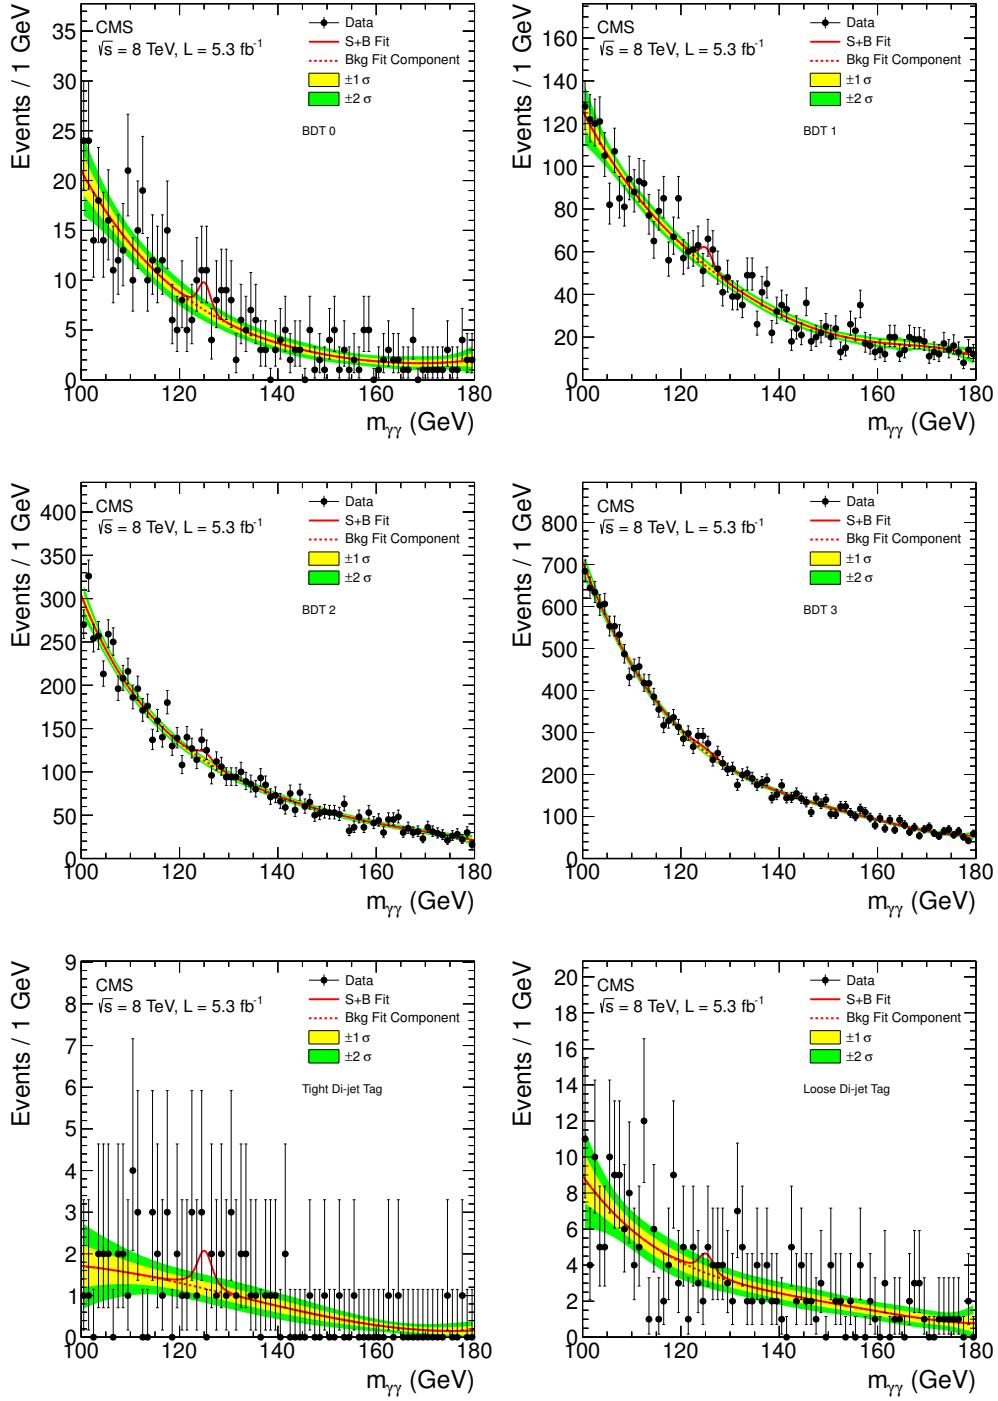 Events / 1 GeV
35
30
25
20
15
10
5
0
CMS
√s = 8 TeV, L = 5.3 fb-1
Data
S+B Fit
Bkg Fit Component
±1 σ
±2 σ
BDT 0
100 120 140 160 180
mγγ (GeV)
Events / 1 GeV
160
140
120
100
80
60
40
20
0
CMS
√s = 8 TeV, L = 5.3 fb-1
Data
S+B Fit
Bkg Fit Component
±1 σ
±2 σ
BDT 1
100 120 140 160 180
mγγ (GeV)
Events / 1 GeV
400
350
300
250
200
150
100
50
0
CMS
√s = 8 TeV, L = 5.3 fb-1
Data
S+B Fit
Bkg Fit Component
±1 σ
±2 σ
BDT 2
100 120 140 160 180
mγγ (GeV)
Events / 1 GeV
800
700
600
500
400
300
200
100
0
CMS
√s = 8 TeV, L = 5.3 fb-1
Data
S+B Fit
Bkg Fit Component
±1 σ
±2 σ
BDT 3
100 120 140 160 180
mγγ (GeV)
Events / 1 GeV
9
8
7
6
5
4
3
2
1
0
CMS
√s = 8 TeV, L = 5.3 fb-1
Data
S+B Fit
Bkg Fit Component
±1 σ
±2 σ
Tight Di-jet Tag
100 120 140 160 180
mγγ (GeV)
Events / 1 GeV
20
18
16
14
12
10
8
6
4
2
0
CMS
√s = 8 TeV, L = 5.3 fb-1
Data
S+B Fit
Bkg Fit Component
±1 σ
±2 σ
Loose Di-jet Tag
100 120 140 160 180
mγγ (GeV)